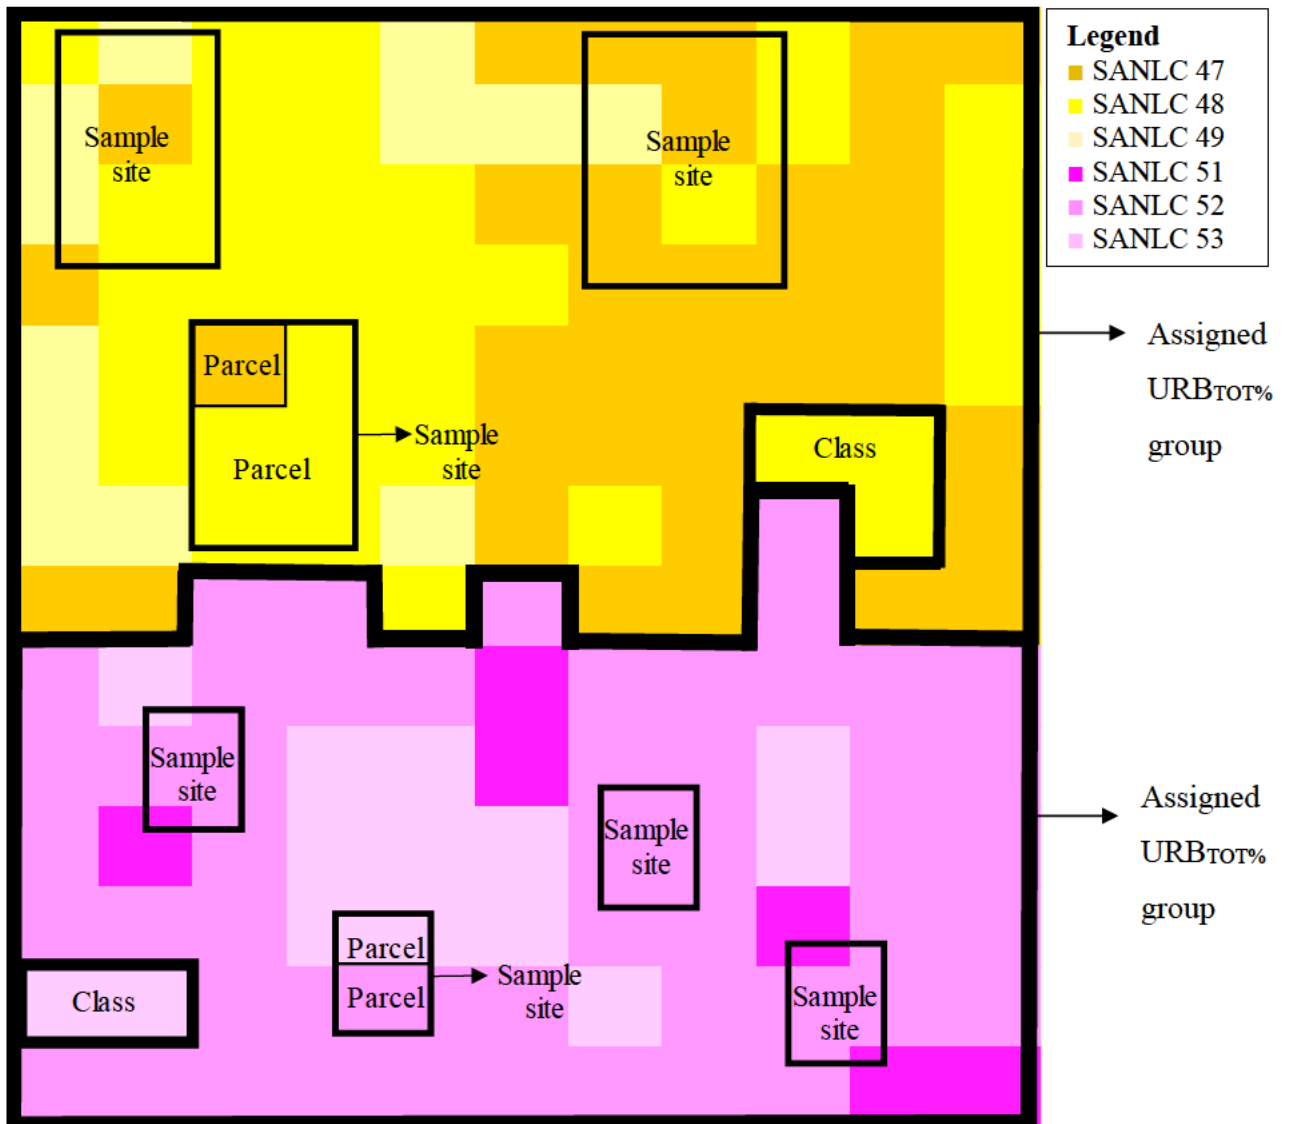 Legend
SANLC 47
SANLC 48
SANLC 49
SANLC 51
SANLC 52
SANLC 53
Sample
site
Sample
site
Assigned
URBTOT%
group
Parcel
Parcel
Sample
site
Class
Sample
site
Sample
site
Assigned
URBTOT%
group
Parcel
Parcel
Sample
site
Class
Sample
site